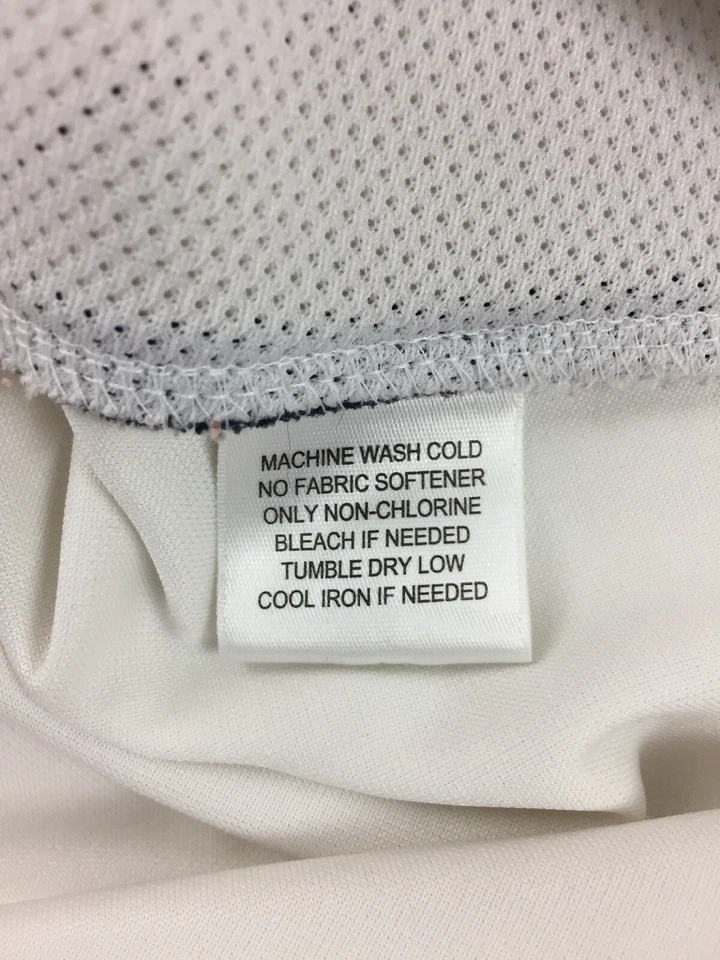 MACHINE WASH COLD
NO FABRIC SOFTENER
ONLY NON-CHLORINE
BLEACH IF NEEDED
TUMBLE DRY LOW
COOL IRON IF NEEDED